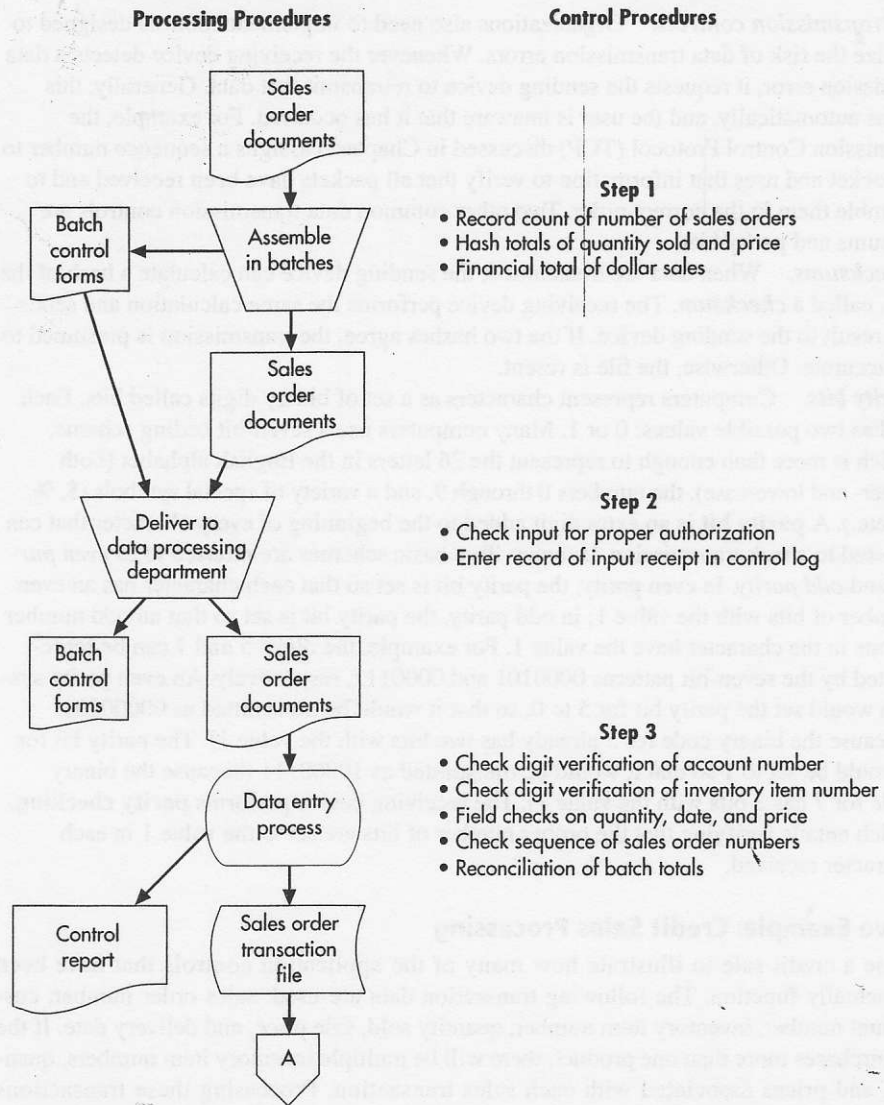 Processing Procedures
Control Procedures
Sales
order
documents
Step 1
• Record count of number of sales orders
• Hash totals of quantity sold and price
• Financial total of dollar sales
Batch
control
forms
Assemble
in batches
Sales
order
documents
Step 2
• Check input for proper authorization
• Enter record of input receipt in control log
Deliver to
data processing
department
Batch
control
forms
Sales
order
documents
Step 3
• Check digit verification of account number
• Check digit verification of inventory item number
• Field checks on quantity, date, and price
• Check sequence of sales order numbers
• Reconciliation of batch totals
Data entry
process
Control
report
Sales order
transaction
file
A